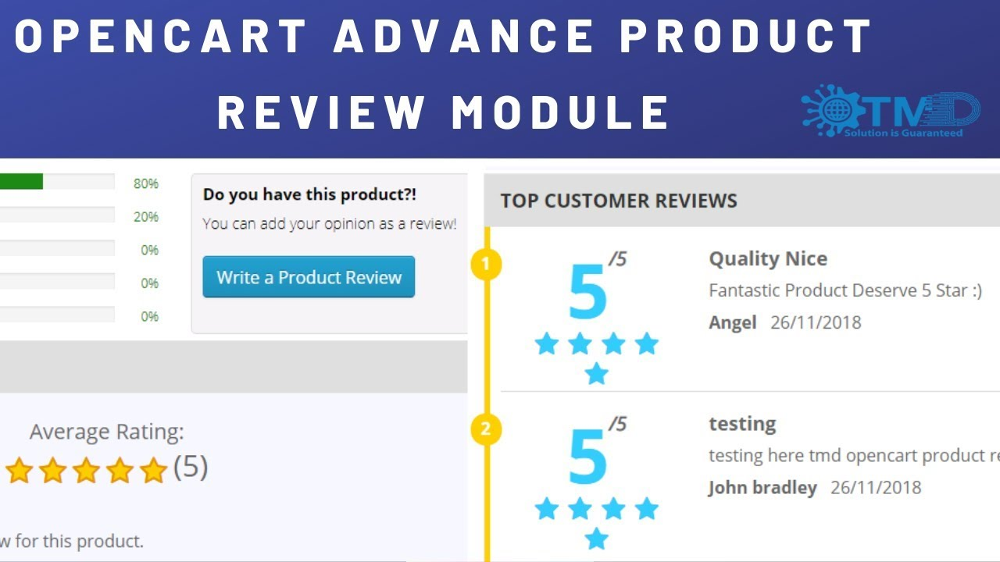 OPENCART ADVANCE PRODUCT
REVIEW MODULE
TMD
Solution is Guaranteed
80%
20%
0%
0%
0%
Do you have this product?!
You can add your opinion as a review!
Write a Product Review
Average Rating:
(5)
for this product.
TOP CUSTOMER REVIEWS
1
5/5
Quality Nice
Fantastic Product Deserve 5 Star :)
Angel 26/11/2018
2
5/5
testing
testing here tmd opencart product
John bradley 26/11/2018